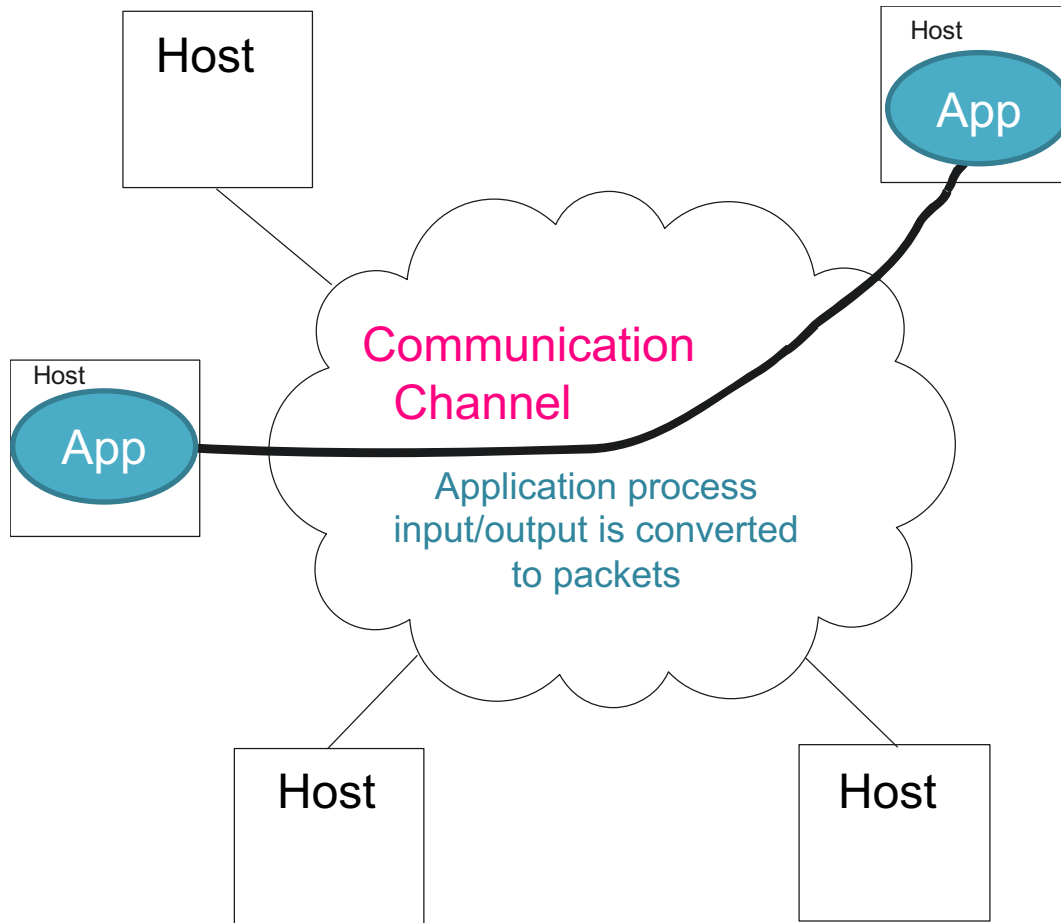 Host
Host
App
Communication
Channel
Host
App
Application process
input/output is converted
to packets
Host
Host